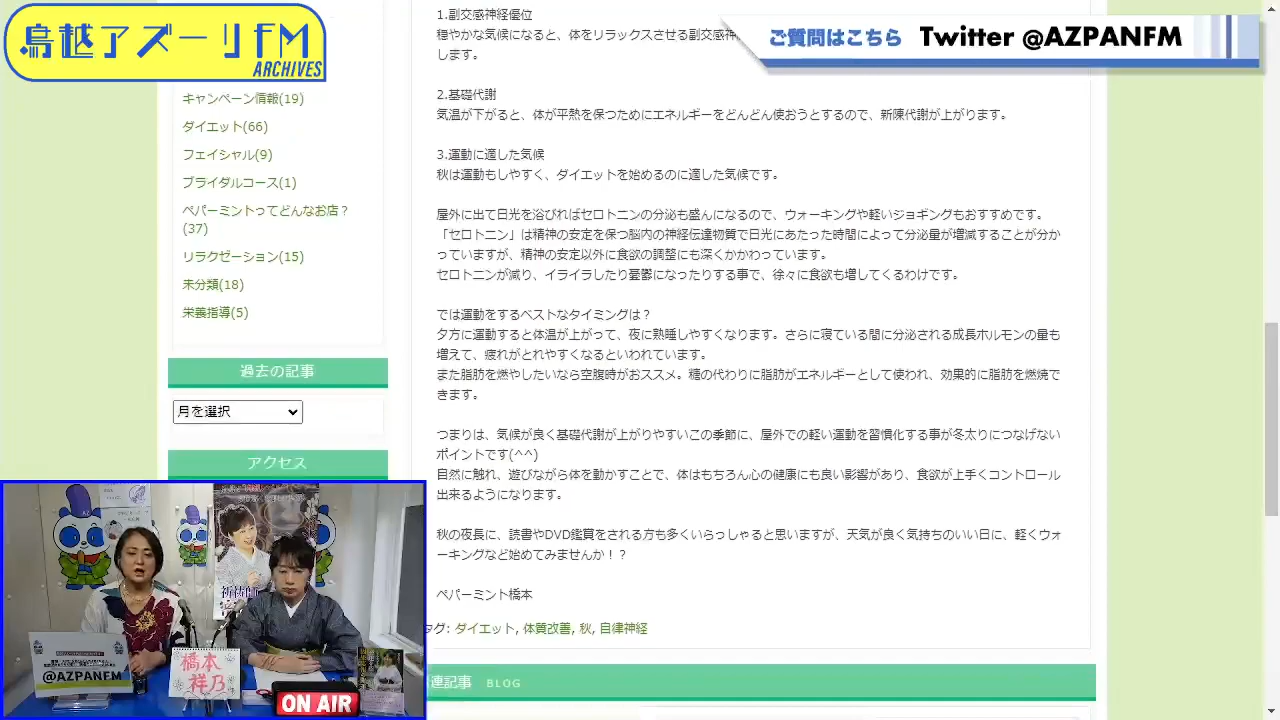 鳥越アズーリFM
ARCHIVES
ご質問はこちら Twitter @AZPANFM
キャンペーン情報(19)
ダイエット(66)
フェイシャル(9)
ブライダルコース(1)
ペパーミントってどんなお店？
(37)
リラクゼーション(15)
未分類(18)
栄養指導(5)
過去の記事
月を選択
アクセス
1.副交感神経優位
穏やかな気候になると、体をリラックスさせる副交感神
します。
2.基礎代謝
気温が下がると、体が平熱を保つためにエネルギーをどんどん使おうとするので、新陳代謝が上がります。
3.運動に適した気候
秋は運動もしやすく、ダイエットを始めるのに適した気候です。
屋外に出て日光を浴びればセロトニンの分泌も盛んになるので、ウォーキングや軽いジョギングもおすすめです。
「セロトニン」は精神の安定を保つ脳内の神経伝達物質で日光にあたった時間によって分泌量が増減することが分か
っていますが、精神の安定以外に食欲の調整にも深くかかわっています。
セロトニンが減り、イライラしたり憂鬱になったりする事で、徐々に食欲も増してくるわけです。
では運動をするベストなタイミングは？
夕方に運動すると体温が上がって、夜に熟睡しやすくなります。さらに寝ている間に分泌される成長ホルモンの量も
増えて、疲れがとれやすくなるといわれています。
また脂肪を燃やしたいなら空腹時がおススメ。糖の代わりに脂肪がエネルギーとして使われ、効果的に脂肪を燃焼で
きます。
つまりは、気候が良く基礎代謝が上がりやすいこの季節に、屋外での軽い運動を習慣化する事が冬太りにつなげない
ポイントです(^^)
自然に触れ、遊びながら体を動かすことで、体はもちろん心の健康にも良い影響があり、食欲が上手くコントロール
出来るようになります。
秋の夜長に、読書やDVD鑑賞をされる方も多くいらっしゃると思いますが、天気が良く気持ちのいい日に、軽くウォ
ーキングなど始めてみませんか！？
ペパーミント橋本
タグ: ダイエット, 体質改善, 秋, 自律神経
連記事 BLOG
@AZPANFM
橋本
祥乃
ON AIR